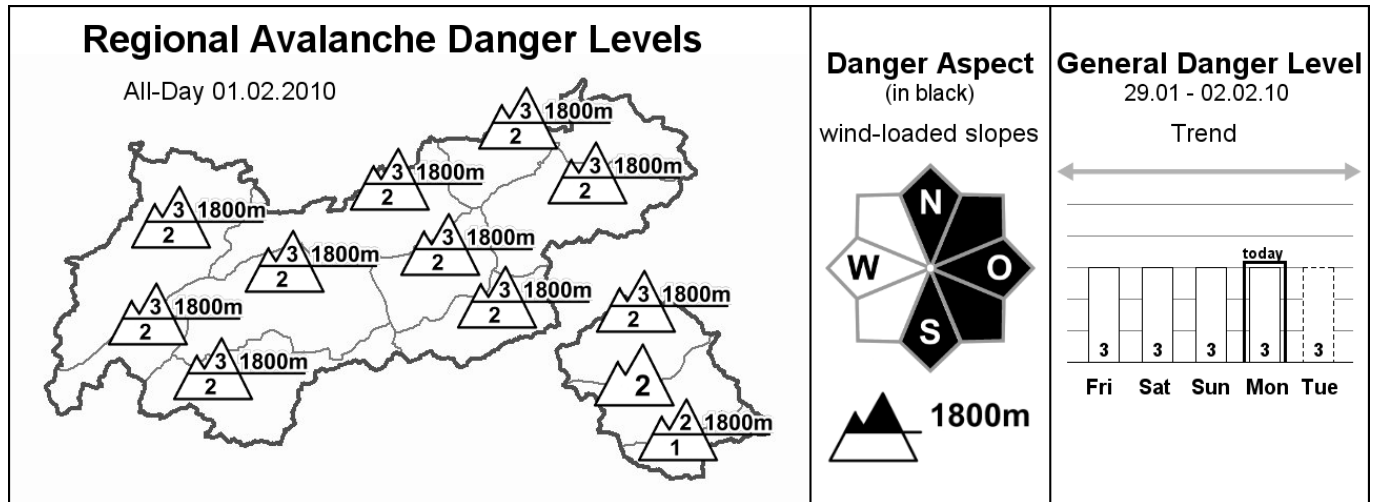 Regional Avalanche Danger Levels
All-Day 01.02.2010
3 1800m
2
3 1800m
2
3 1800m
2
3 1800m
2
3 1800m
2
3 1800m
2
3 1800m
2
3 1800m
2
3 1800m
2
3 1800m
2
3 1800m
2
2
2 1800m
1
Danger Aspect
(in black)
wind-loaded slopes
N
W O
S
1800m
General Danger Level
29.01 - 02.02.10
Trend
today
3 3 3 3 3
Fri Sat Sun Mon Tue